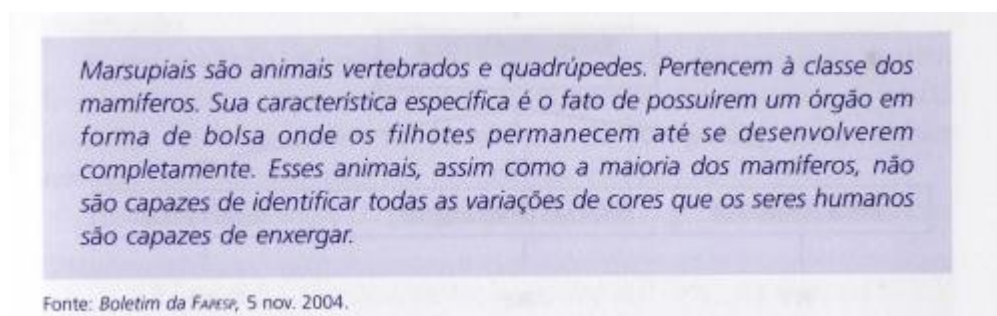 Marsupiais são animais vertebrados e quadrúpedes. Pertencem à classe dos
mamíferos. Sua característica específica é o fato de possuírem um órgão em
forma de bolsa onde os filhotes permanecem até se desenvolverem
completamente. Esses animais, assim como a maioria dos mamíferos, não
são capazes de identificar todas as variações de cores que os seres humanos
são capazes de enxergar.
Fonte: Boletim da FAPESP, 5 nov. 2004.